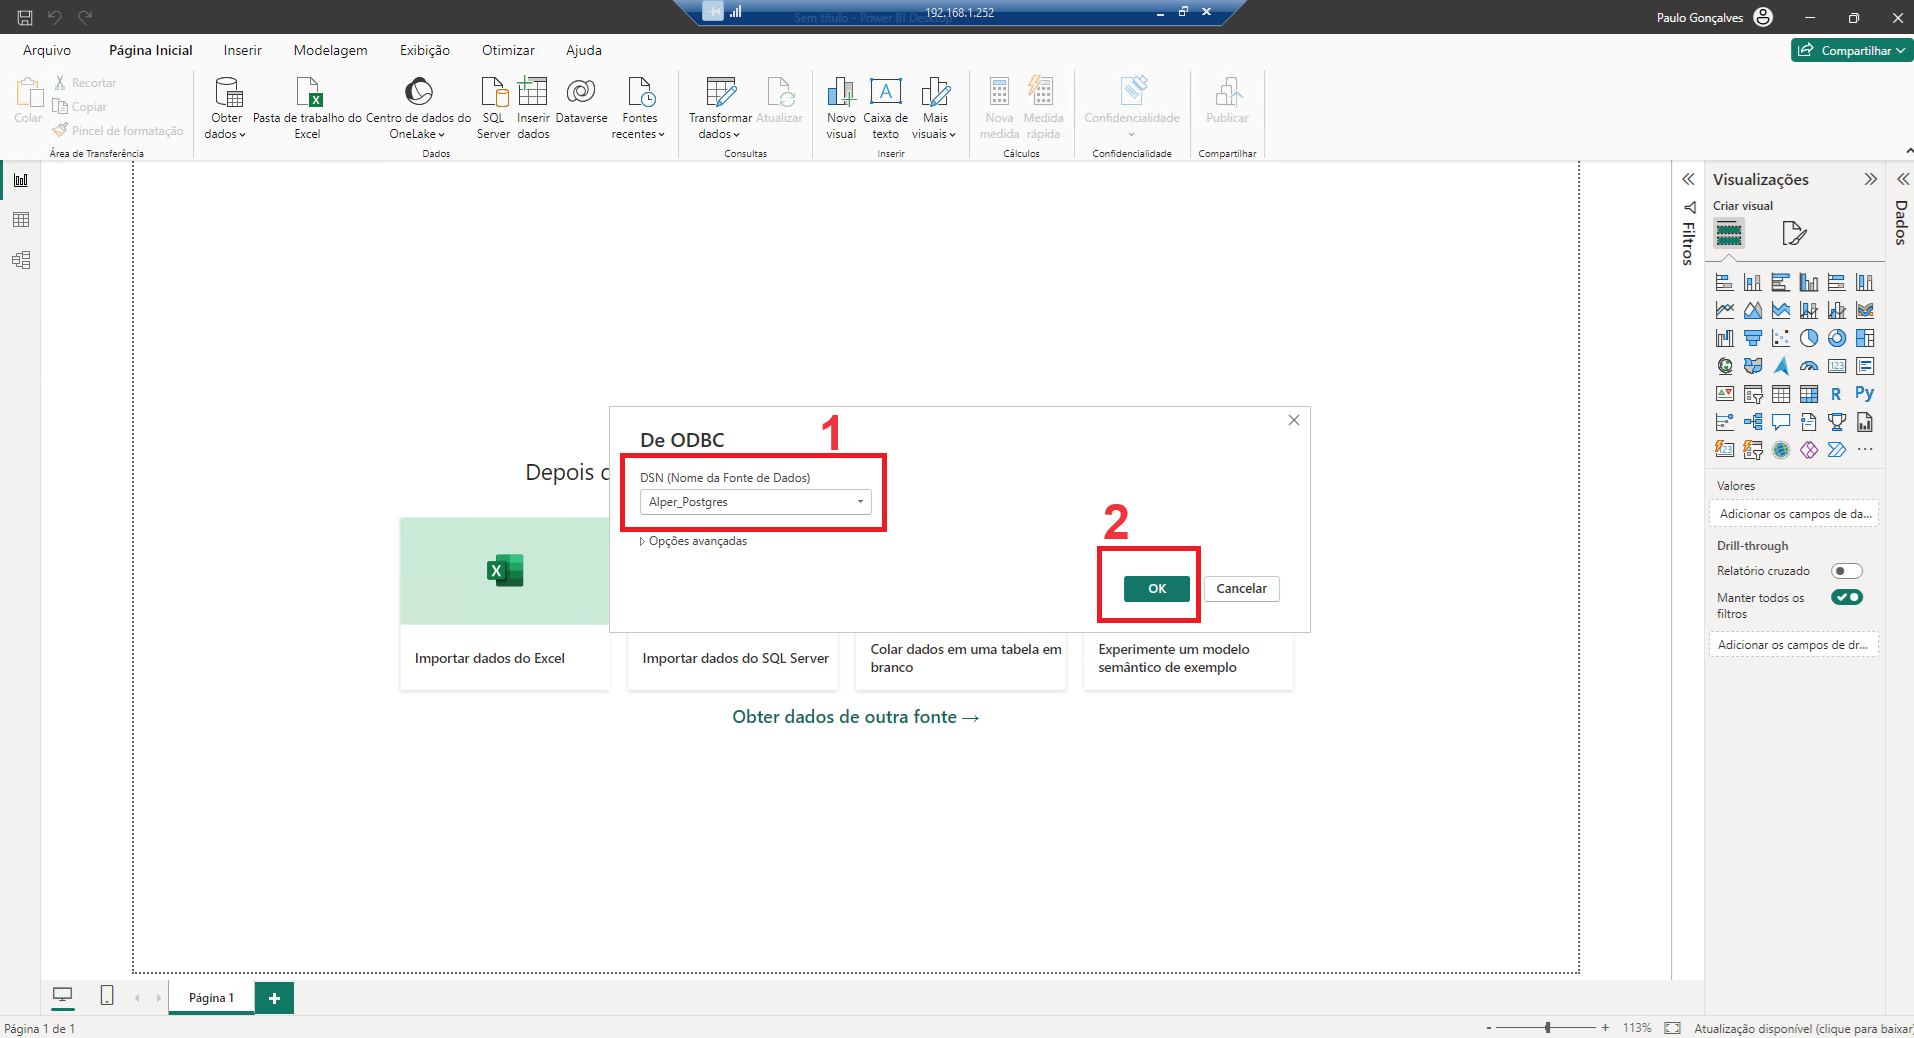 Sem título - Power BI Desktop
192.168.1.252
Paulo Gonçalves
Arquivo
Página Inicial
Inserir
Modelagem
Exibição
Otimizar
Ajuda
Compartilhar
Colar
Recortar
Copiar
Pincel de formatação
Área de Transferência
Obter
dados
Pasta de trabalho do
Excel
Centro de dados do
OneLake
SQL
Server
Inserir
dados
Dataverse
Fontes
recentes
Dados
Transformar
dados
Atualizar
Consultas
Novo
visual
Caixa de
texto
A
Mais
visuais
Inserir
Nova
medida
Medida
rápida
Cálculos
Confidencialidade
Confidencialidade
Publicar
Compartilhar
Filtros
Visualizações
Criar visual
Dados
123
R
Py
123
Valores
Adicionar os campos de da...
Drill-through
Relatório cruzado
Manter todos os
filtros
Adicionar os campos de dr...
De ODBC
1
DSN (Nome da Fonte de Dados)
Alper_Postgres
Opções avançadas
2
OK
Cancelar
Depois d
X
Importar dados do Excel
Importar dados do SQL Server
Colar dados em uma tabela em
branco
Experimente um modelo
semântico de exemplo
Obter dados de outra fonte →
Página 1
+
Página 1 de 1
- + 113%
Atualização disponível (clique para baixar)